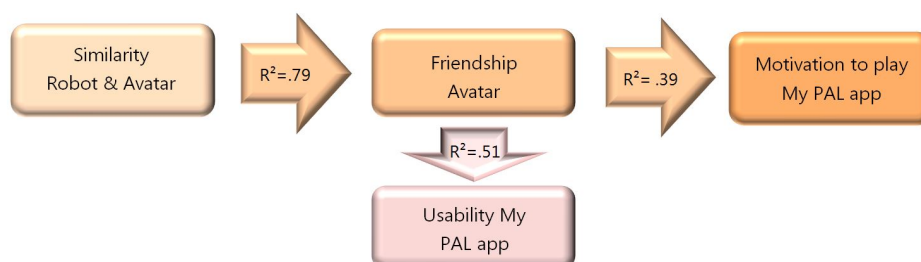 Similarity
Robot & Avatar
R²=.79
Friendship
Avatar
R²= .39
Motivation to play
My PAL app
R²=.51
Usability My
PAL app